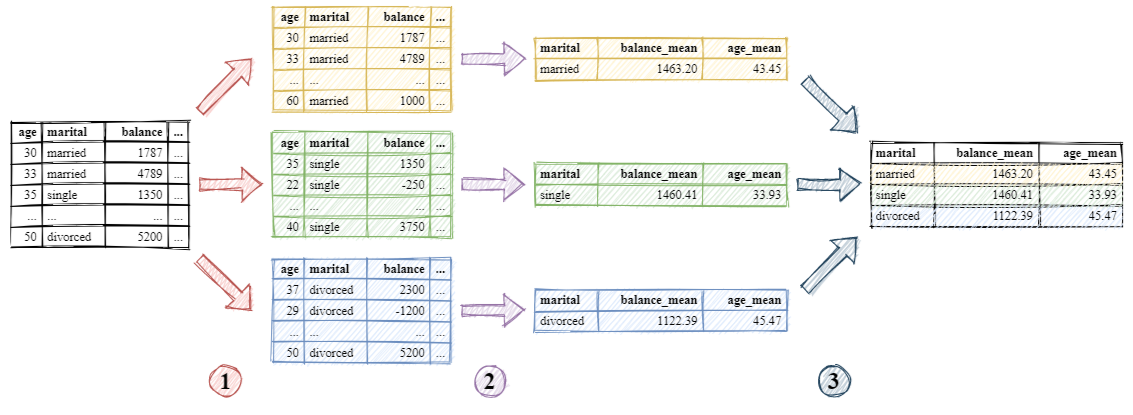 age marital balance ...
30 married 1787 ...
33 married 4789 ...
35 single 1350 ...
... ... ... ...
50 divorced 5200 ...
age marital balance ...
30 married 1787 ...
33 married 4789 ...
... ... ... ...
60 married 1000 ...
age marital balance ...
35 single 1350 ...
22 single -250 ...
... ... ... ...
40 single 3750 ...
age marital balance ...
37 divorced 2300 ...
29 divorced -1200 ...
... ... ... ...
50 divorced 5200 ...
marital balance_mean age_mean
married 1463.20 43.45
marital balance_mean age_mean
single 1460.41 33.93
marital balance_mean age_mean
divorced 1122.39 45.47
marital balance_mean age_mean
married 1463.20 43.45
single 1460.41 33.93
divorced 1122.39 45.47
1
2
3